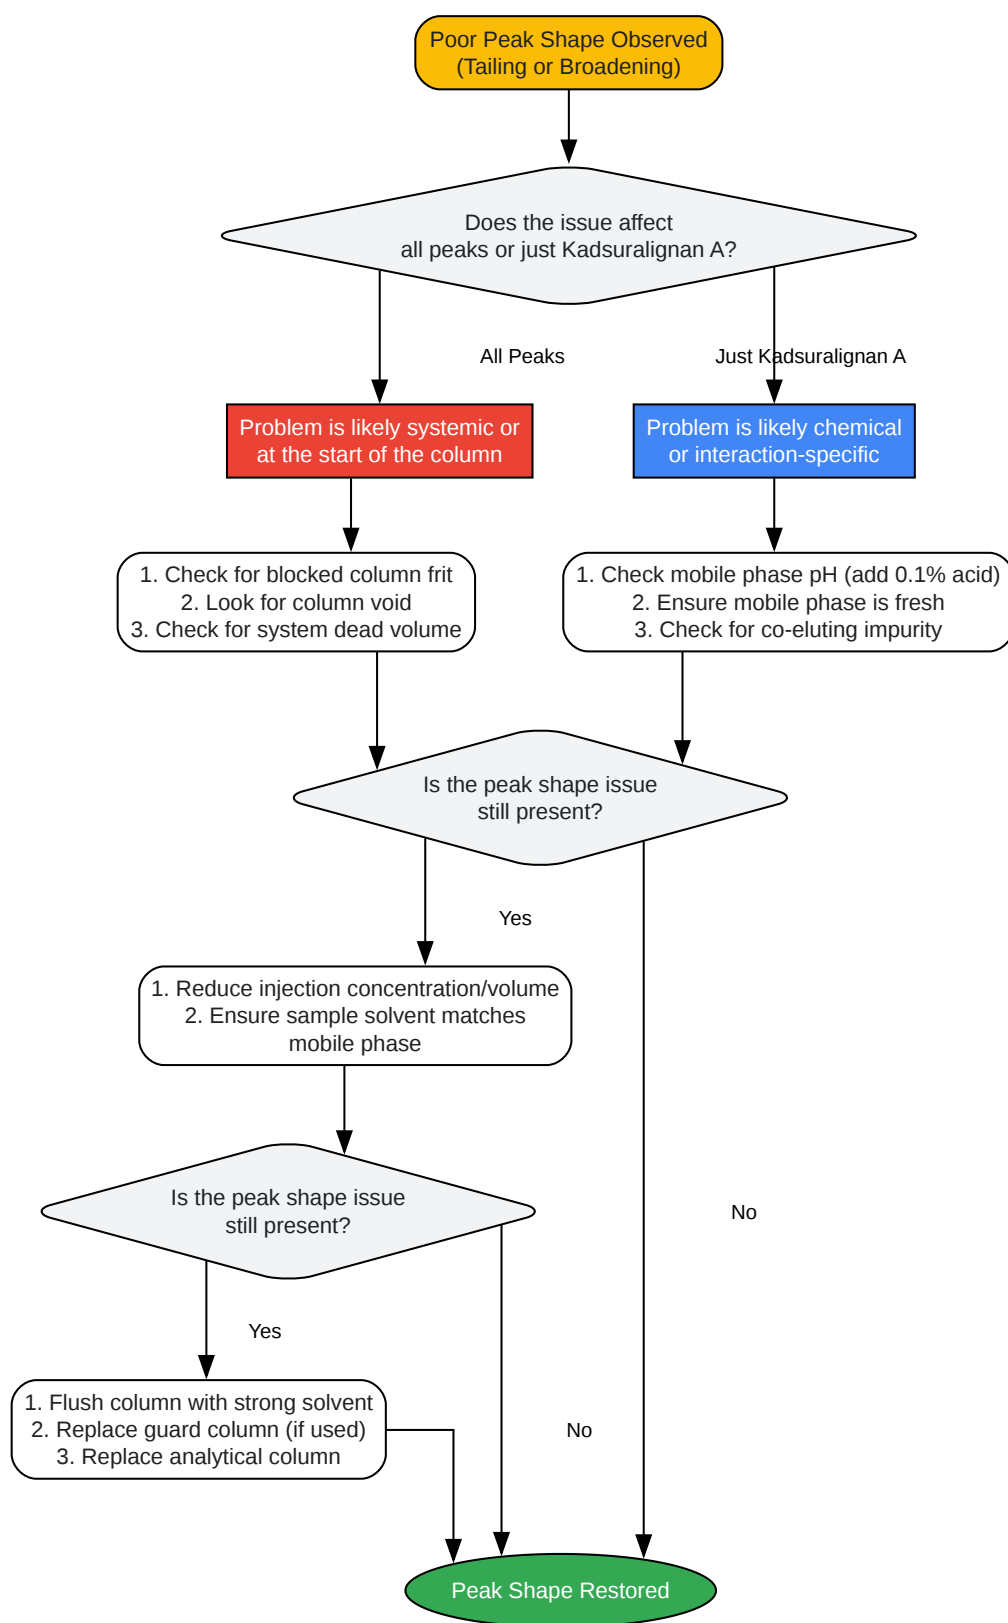 Poor Peak Shape Observed
(Tailing or Broadening)
Does the issue affect
all peaks or just Kadsuralignan A?
All Peaks
Just Kadsuralignan A
Problem is likely systemic or
at the start of the column
Problem is likely chemical
or interaction-specific
1. Check for blocked column frit
2. Look for column void
3. Check for system dead volume
1. Check mobile phase pH (add 0.1% acid)
2. Ensure mobile phase is fresh
3. Check for co-eluting impurity
Is the peak shape issue
still present?
Yes
1. Reduce injection concentration/volume
2. Ensure sample solvent matches
mobile phase
Is the peak shape issue
still present?
No
Yes
1. Flush column with strong solvent
2. Replace guard column (if used)
3. Replace analytical column
No
Peak Shape Restored